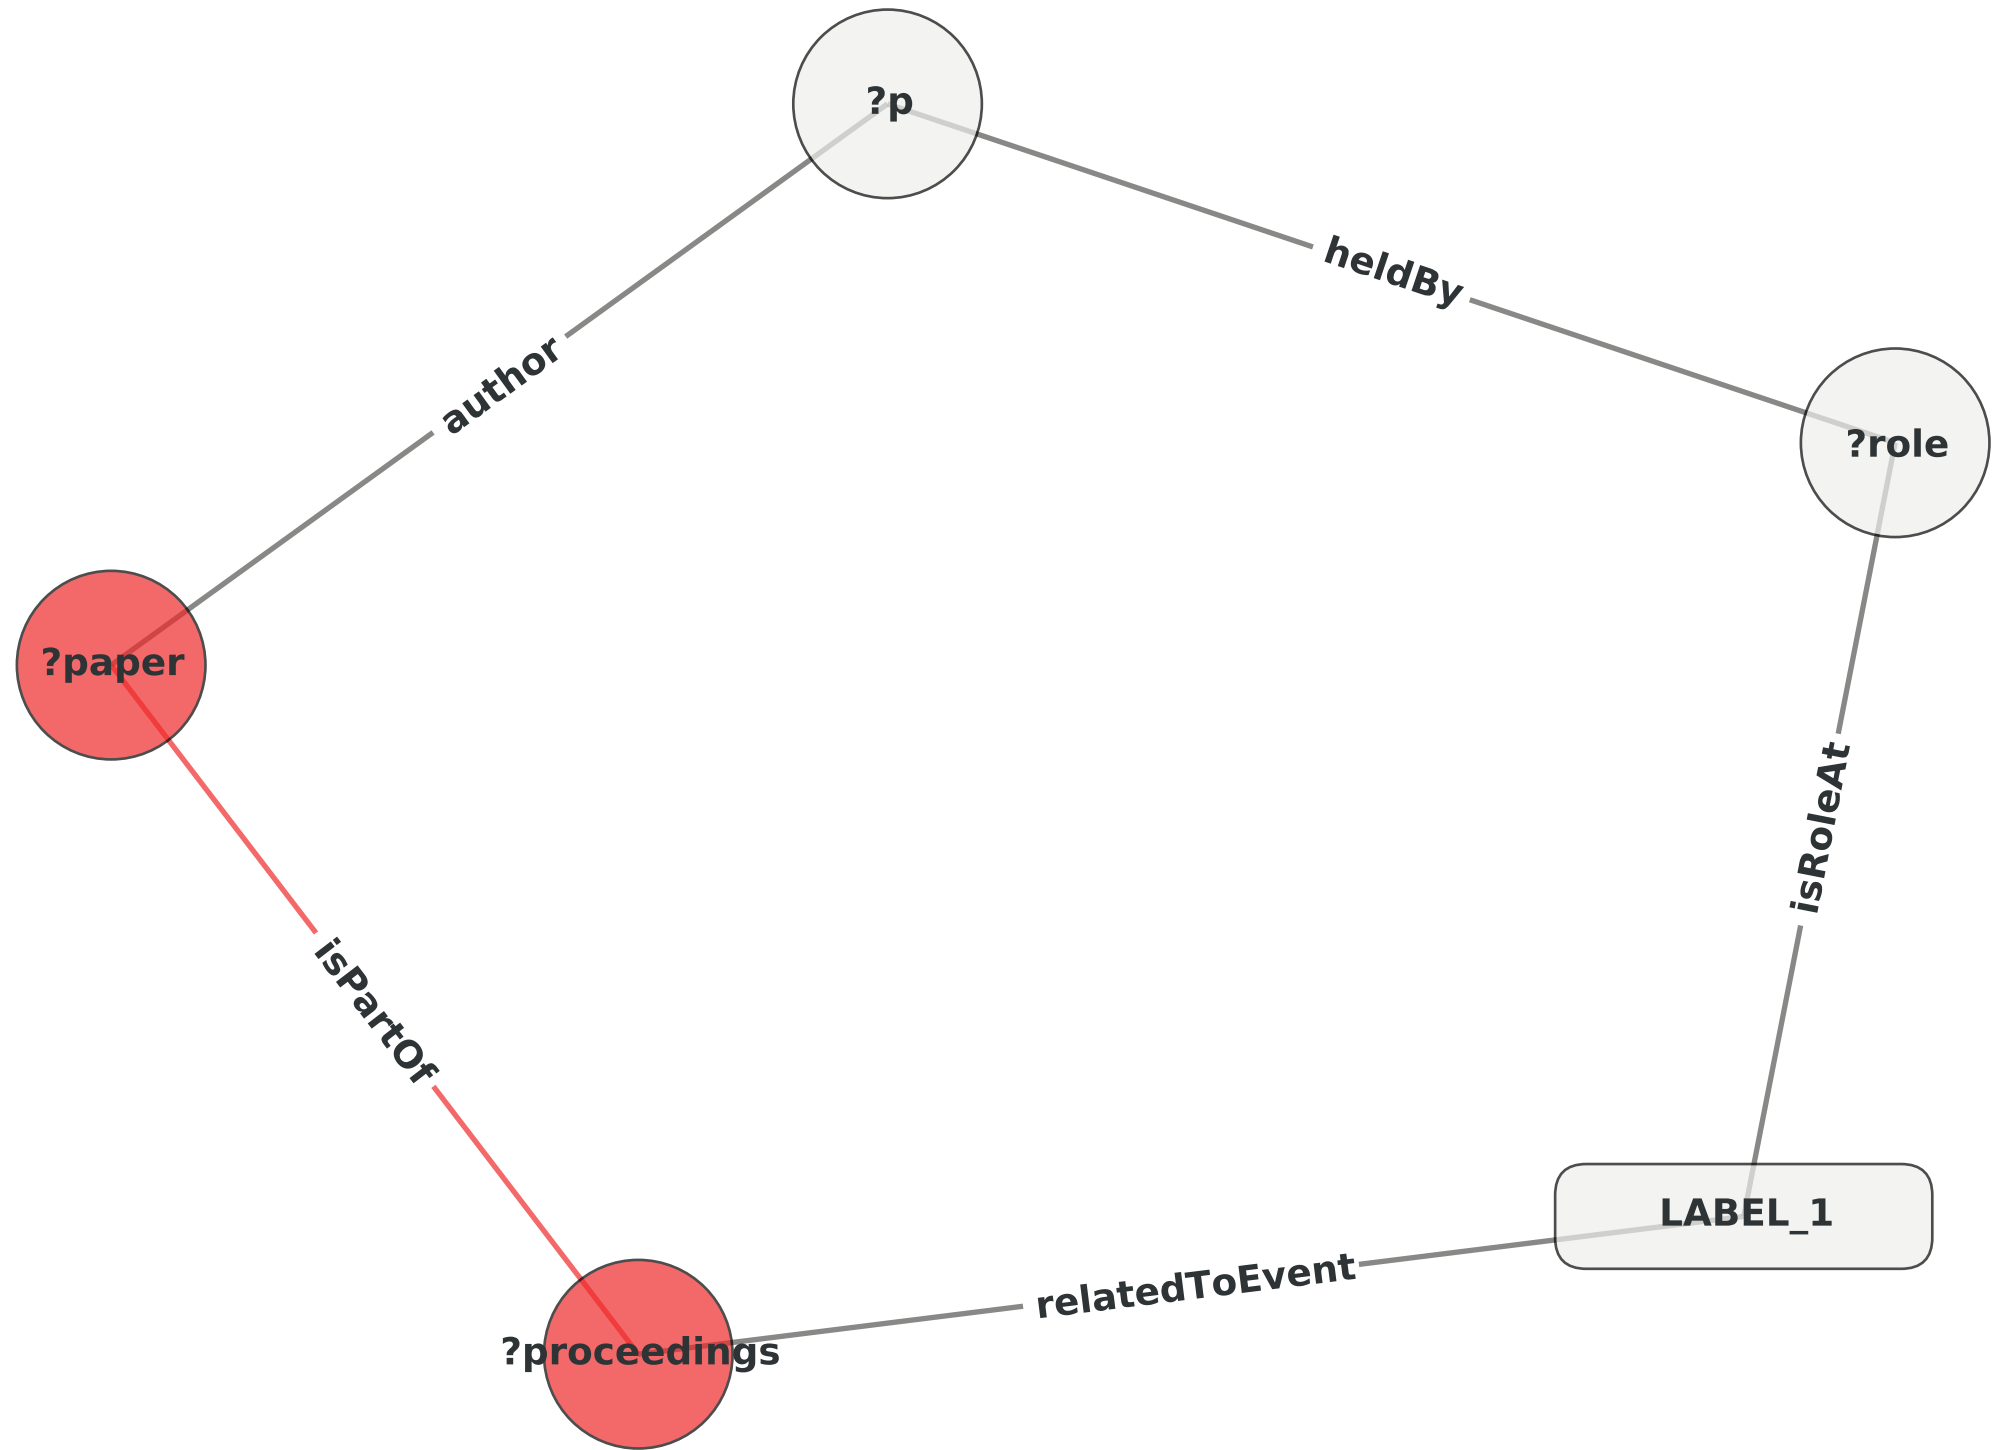 ?p
heldBy
author
?role
?paper
isRoleAt
isPartOf
LABEL_1
relatedToEvent
?proceedings